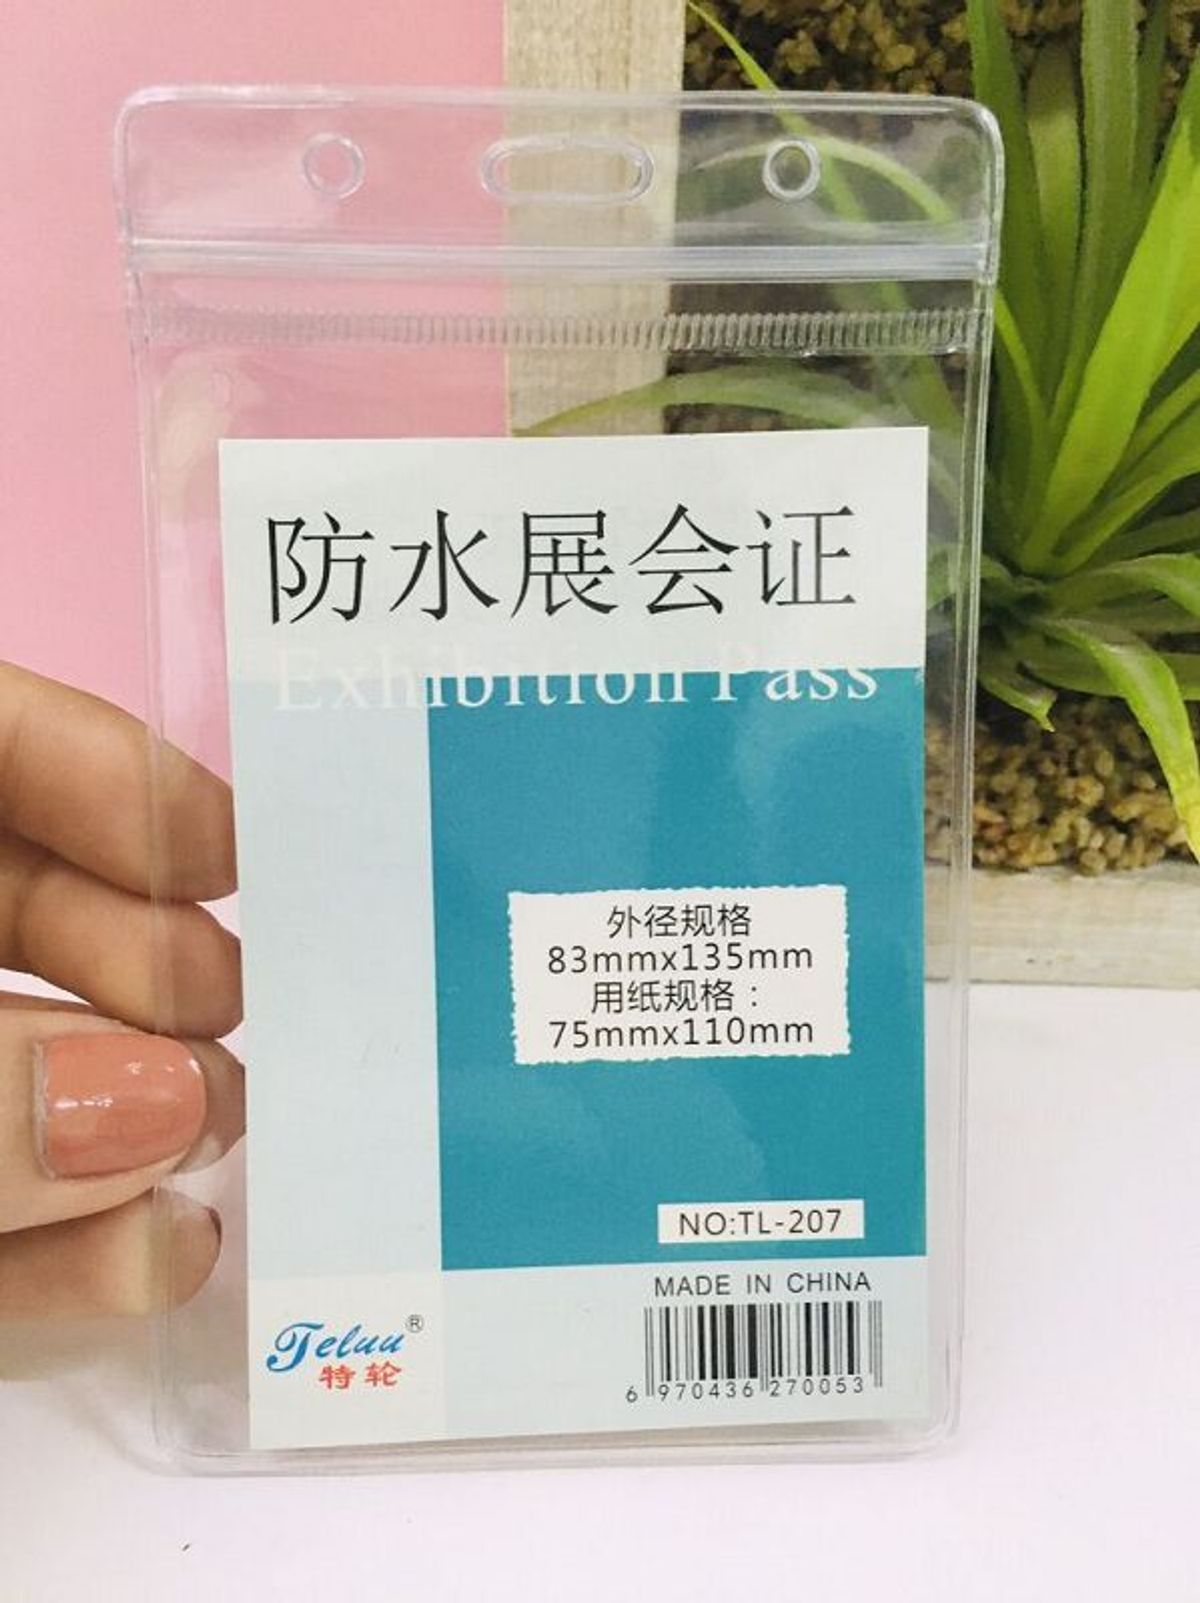 防水展会证
Exhibition Pass
外径规格
83mmx135mm
用纸规格：
75mmx110mm
NO:TL-207
MADE IN CHINA
6 970436 270053
Teluu®
特轮